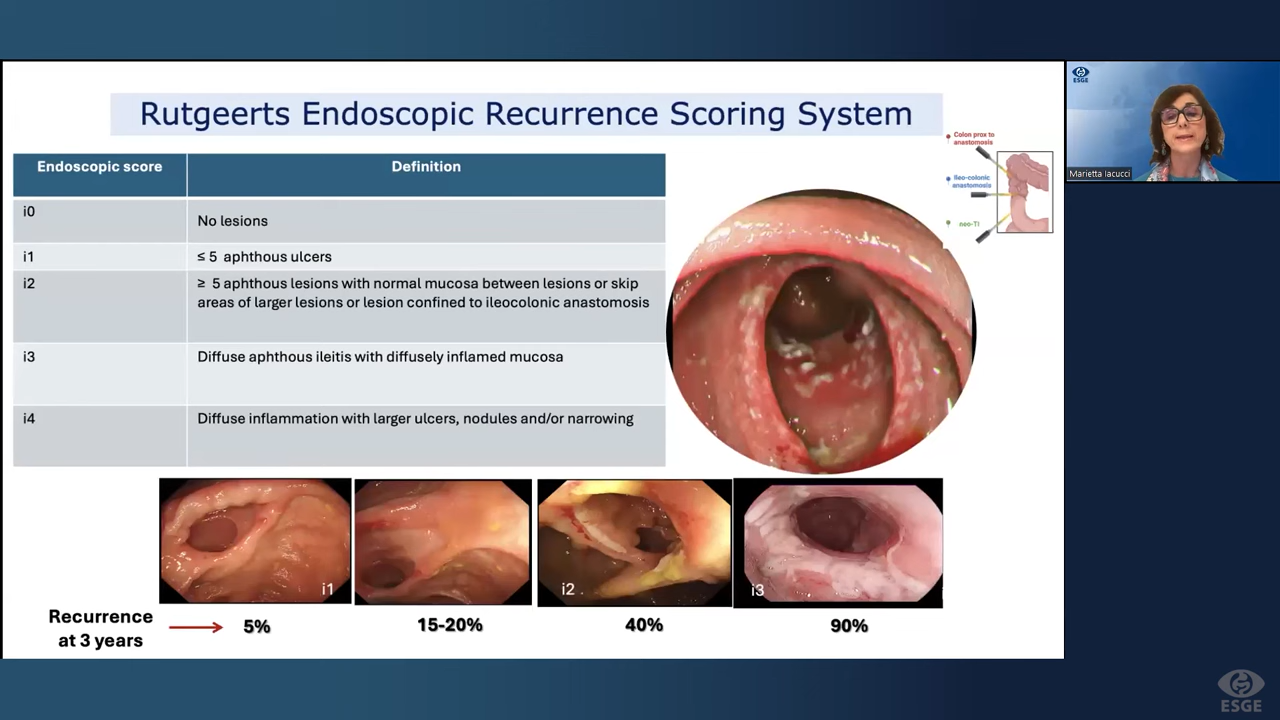 Rutgeerts Endoscopic Recurrence Scoring System
Endoscopic score
Definition
i0
No lesions
i1
≤ 5 aphthous ulcers
i2
≥ 5 aphthous lesions with normal mucosa between lesions or skip
areas of larger lesions or lesion confined to ileocolonic anastomosis
i3
Diffuse aphthous ileitis with diffusely inflamed mucosa
i4
Diffuse inflammation with larger ulcers, nodules and/or narrowing
Colon prox to
anastomosis
Ileo-colonic
anastomosis
neo-TI
i1
i2
i3
Recurrence
at 3 years
5%
15-20%
40%
90%
ESGE
Marietta Iacucci
ESGE